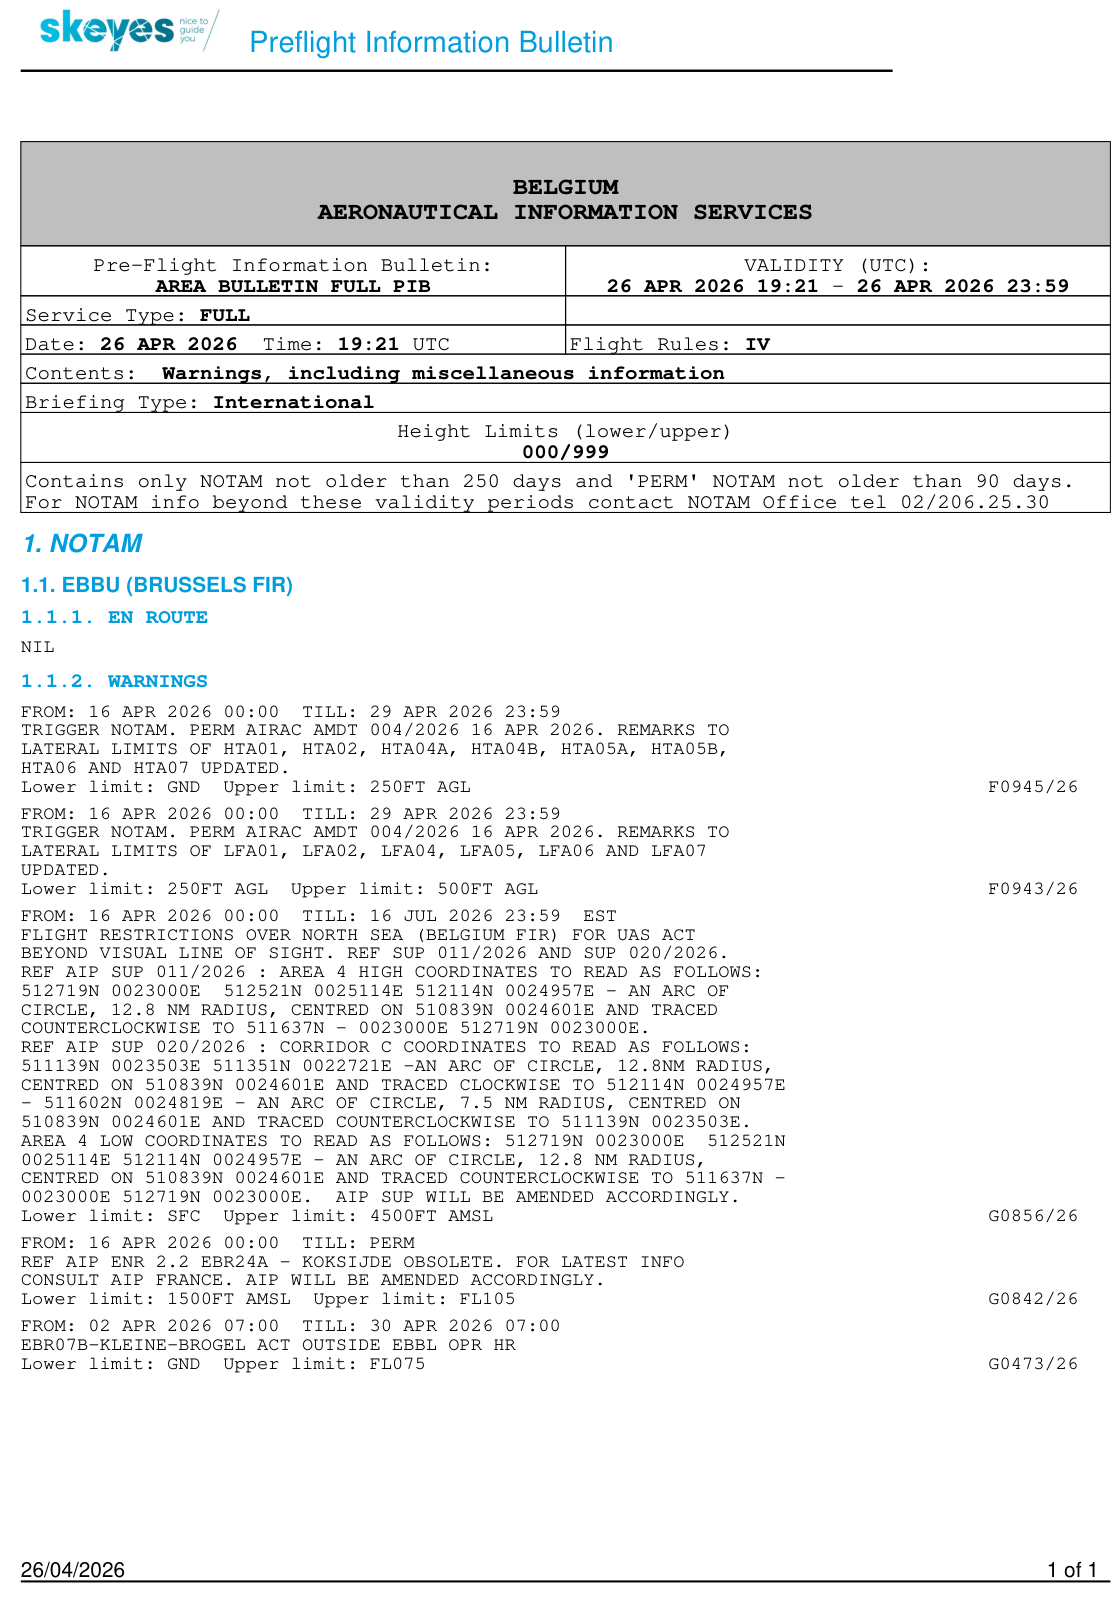 skeyes nice to guide you
Preflight Information Bulletin
BELGIUM
AERONAUTICAL INFORMATION SERVICES
Pre-Flight Information Bulletin:
AREA BULLETIN FULL PIB
VALIDITY (UTC):
26 APR 2026 19:21 - 26 APR 2026 23:59
Service Type: FULL
Date: 26 APR 2026  Time: 19:21 UTC
Flight Rules: IV
Contents:  Warnings, including miscellaneous information
Briefing Type: International
Height Limits (lower/upper)
000/999
Contains only NOTAM not older than 250 days and 'PERM' NOTAM not older than 90 days.
For NOTAM info beyond these validity periods contact NOTAM Office tel 02/206.25.30
1. NOTAM
1.1. EBBU (BRUSSELS FIR)
1.1.1. EN ROUTE
NIL
1.1.2. WARNINGS
FROM: 16 APR 2026 00:00  TILL: 29 APR 2026 23:59
TRIGGER NOTAM. PERM AIRAC AMDT 004/2026 16 APR 2026. REMARKS TO
LATERAL LIMITS OF HTA01, HTA02, HTA04A, HTA04B, HTA05A, HTA05B,
HTA06 AND HTA07 UPDATED.
Lower limit: GND  Upper limit: 250FT AGL F0945/26
FROM: 16 APR 2026 00:00  TILL: 29 APR 2026 23:59
TRIGGER NOTAM. PERM AIRAC AMDT 004/2026 16 APR 2026. REMARKS TO
LATERAL LIMITS OF LFA01, LFA02, LFA04, LFA05, LFA06 AND LFA07
UPDATED.
Lower limit: 250FT AGL  Upper limit: 500FT AGL F0943/26
FROM: 16 APR 2026 00:00  TILL: 16 JUL 2026 23:59  EST
FLIGHT RESTRICTIONS OVER NORTH SEA (BELGIUM FIR) FOR UAS ACT
BEYOND VISUAL LINE OF SIGHT. REF SUP 011/2026 AND SUP 020/2026.
REF AIP SUP 011/2026 : AREA 4 HIGH COORDINATES TO READ AS FOLLOWS:
512719N 0023000E  512521N 0025114E 512114N 0024957E - AN ARC OF
CIRCLE, 12.8 NM RADIUS, CENTRED ON 510839N 0024601E AND TRACED
COUNTERCLOCKWISE TO 511637N - 0023000E 512719N 0023000E.
REF AIP SUP 020/2026 : CORRIDOR C COORDINATES TO READ AS FOLLOWS:
511139N 0023503E 511351N 0022721E -AN ARC OF CIRCLE, 12.8NM RADIUS,
CENTRED ON 510839N 0024601E AND TRACED CLOCKWISE TO 512114N 0024957E
- 511602N 0024819E - AN ARC OF CIRCLE, 7.5 NM RADIUS, CENTRED ON
510839N 0024601E AND TRACED COUNTERCLOCKWISE TO 511139N 0023503E.
AREA 4 LOW COORDINATES TO READ AS FOLLOWS: 512719N 0023000E  512521N
0025114E 512114N 0024957E - AN ARC OF CIRCLE, 12.8 NM RADIUS,
CENTRED ON 510839N 0024601E AND TRACED COUNTERCLOCKWISE TO 511637N -
0023000E 512719N 0023000E.  AIP SUP WILL BE AMENDED ACCORDINGLY.
Lower limit: SFC  Upper limit: 4500FT AMSL G0856/26
FROM: 16 APR 2026 00:00  TILL: PERM
REF AIP ENR 2.2 EBR24A - KOKSIJDE OBSOLETE. FOR LATEST INFO
CONSULT AIP FRANCE. AIP WILL BE AMENDED ACCORDINGLY.
Lower limit: 1500FT AMSL  Upper limit: FL105 G0842/26
FROM: 02 APR 2026 07:00  TILL: 30 APR 2026 07:00
EBR07B-KLEINE-BROGEL ACT OUTSIDE EBBL OPR HR
Lower limit: GND  Upper limit: FL075 G0473/26
26/04/2026 1 of 1